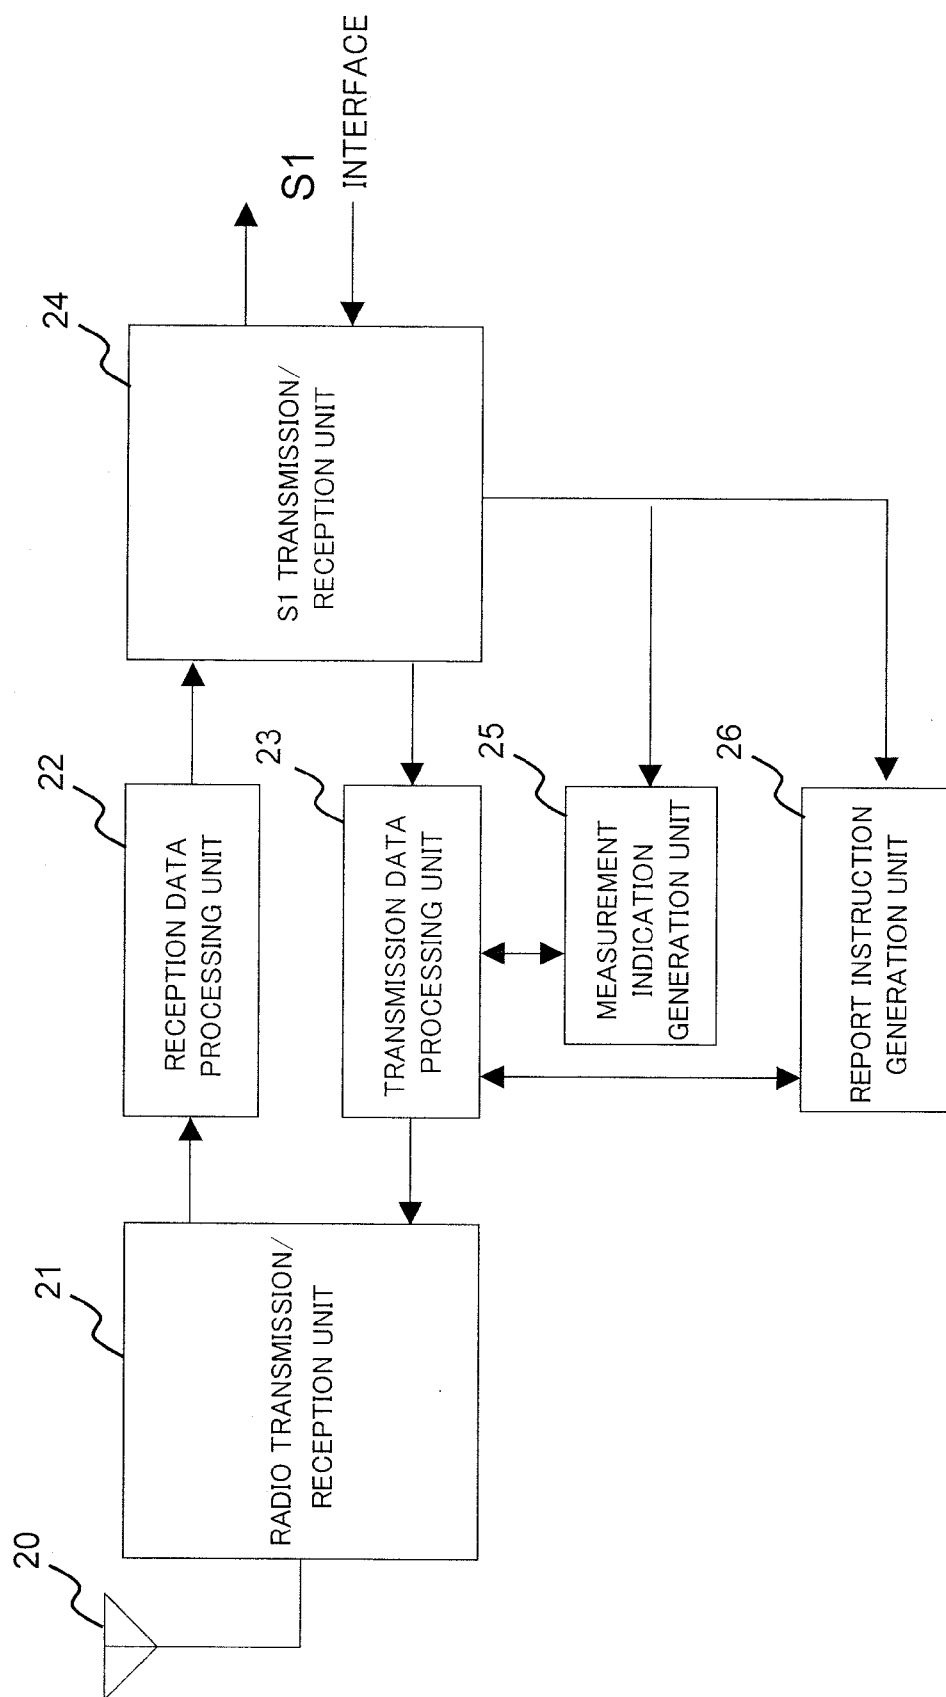 20
21
RADIO TRANSMISSION/
RECEPTION UNIT
22
RECEPTION DATA
PROCESSING UNIT
23
TRANSMISSION DATA
PROCESSING UNIT
25
MEASUREMENT
INDICATION
GENERATION UNIT
26
REPORT INSTRUCTION
GENERATION UNIT
24
S1 TRANSMISSION/
RECEPTION UNIT
S1
INTERFACE